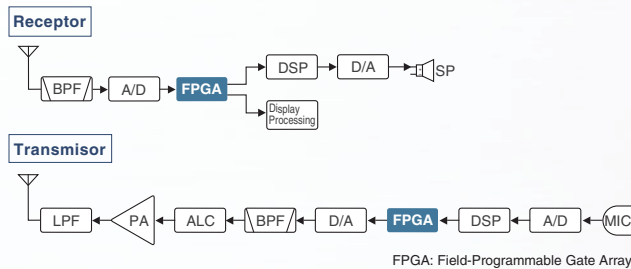 Receptor
BPF
A/D
FPGA
DSP
D/A
SP
Display
Processing
Transmisor
LPF
PA
ALC
BPF
D/A
FPGA
DSP
A/D
MIC
FPGA: Field-Programmable Gate Array